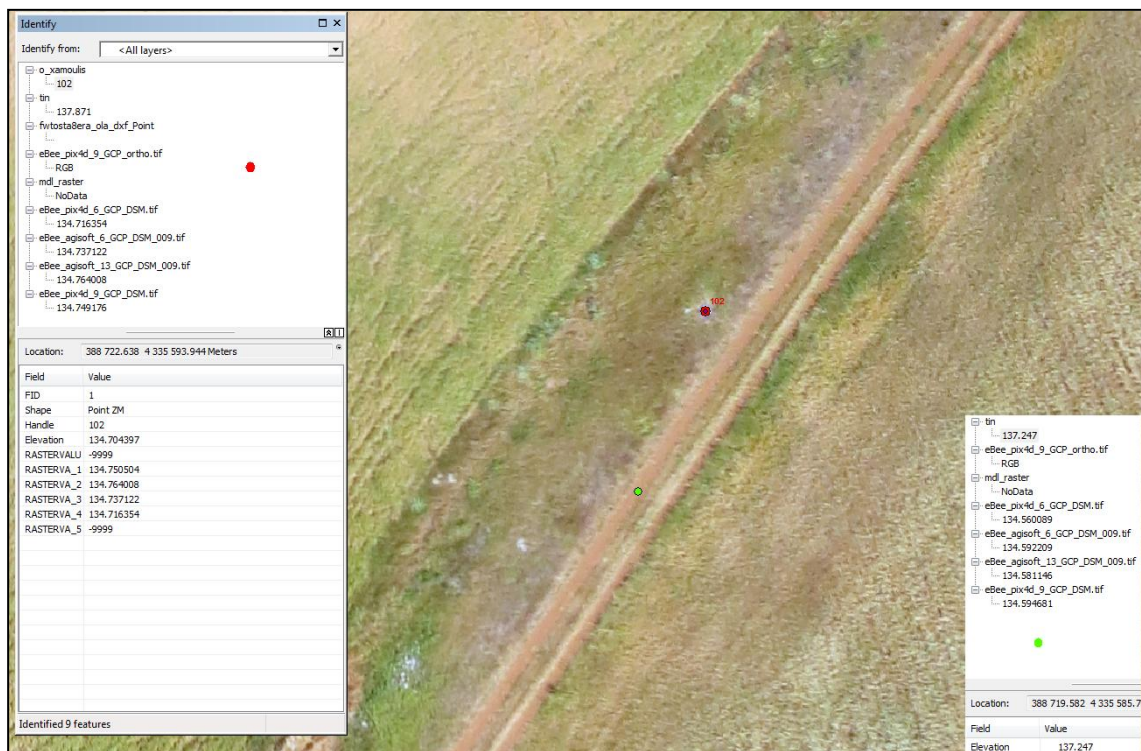 Identify
Identify from: <All layers>
o_xamoulis
102
tin
137.871
fwtosta8era_ola_dxf_Point
eBee_pix4d_9_GCP_ortho.tif
RGB
mdl_raster
NoData
eBee_pix4d_6_GCP_DSM.tif
134.716354
eBee_agisoft_6_GCP_DSM_009.tif
134.737122
eBee_agisoft_13_GCP_DSM_009.tif
134.764008
eBee_pix4d_9_GCP_DSM.tif
134.749176
Location: 388 722.638 4 335 593.944 Meters
Field Value
FID 1
Shape Point ZM
Handle 102
Elevation 134.704397
RASTERVALU -9999
RASTERVA_1 134.750504
RASTERVA_2 134.764008
RASTERVA_3 134.737122
RASTERVA_4 134.716354
RASTERVA_5 -9999
Identified 9 features
102
tin
137.247
eBee_pix4d_9_GCP_ortho.tif
RGB
mdl_raster
NoData
eBee_pix4d_6_GCP_DSM.tif
134.560089
eBee_agisoft_6_GCP_DSM_009.tif
134.592209
eBee_agisoft_13_GCP_DSM_009.tif
134.581146
eBee_pix4d_9_GCP_DSM.tif
134.594681
Location: 388 719.582 4 335 585.7
Field Value
Elevation 137.247